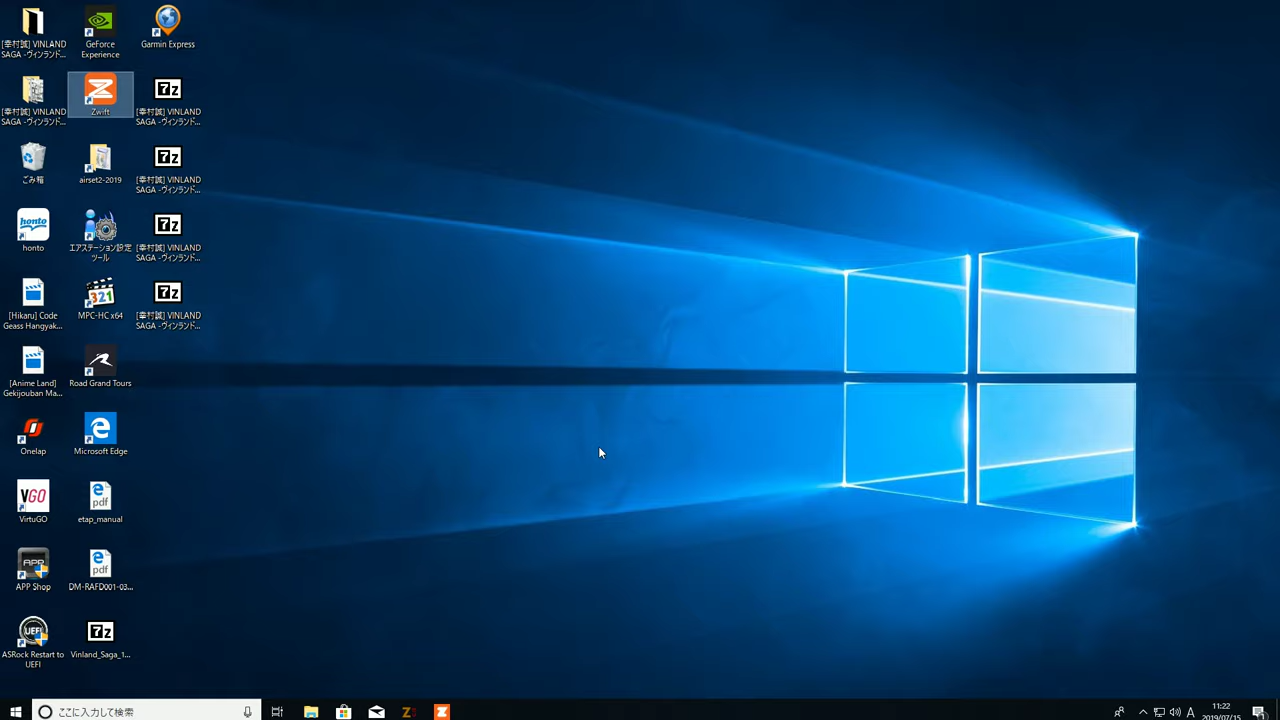 [幸村誠] VINLAND
SAGA -ヴィンランド...
GeForce
Experience
Garmin Express
[幸村誠] VINLAND
SAGA -ヴィンランド...
Zwift
7z
[幸村誠] VINLAND
SAGA -ヴィンランド...
ごみ箱
airset2-2019
7z
[幸村誠] VINLAND
SAGA -ヴィンランド...
honto
honto
エアステーション設定
ツール
7z
[幸村誠] VINLAND
SAGA -ヴィンランド...
[Hikaru] Code
Geass Hangyak...
321
MPC-HC x64
7z
[幸村誠] VINLAND
SAGA -ヴィンランド...
[Anime Land]
Gekijouban Ma...
Road Grand Tours
Onelap
Microsoft Edge
VGO
VirtuGO
pdf
etap_manual
APP
APP Shop
pdf
DM-RAFD001-03...
UEFI
ASRock Restart to
UEFI
7z
Vinland_Saga_1...
ここに入力して検索
A
11:22
2019/07/15